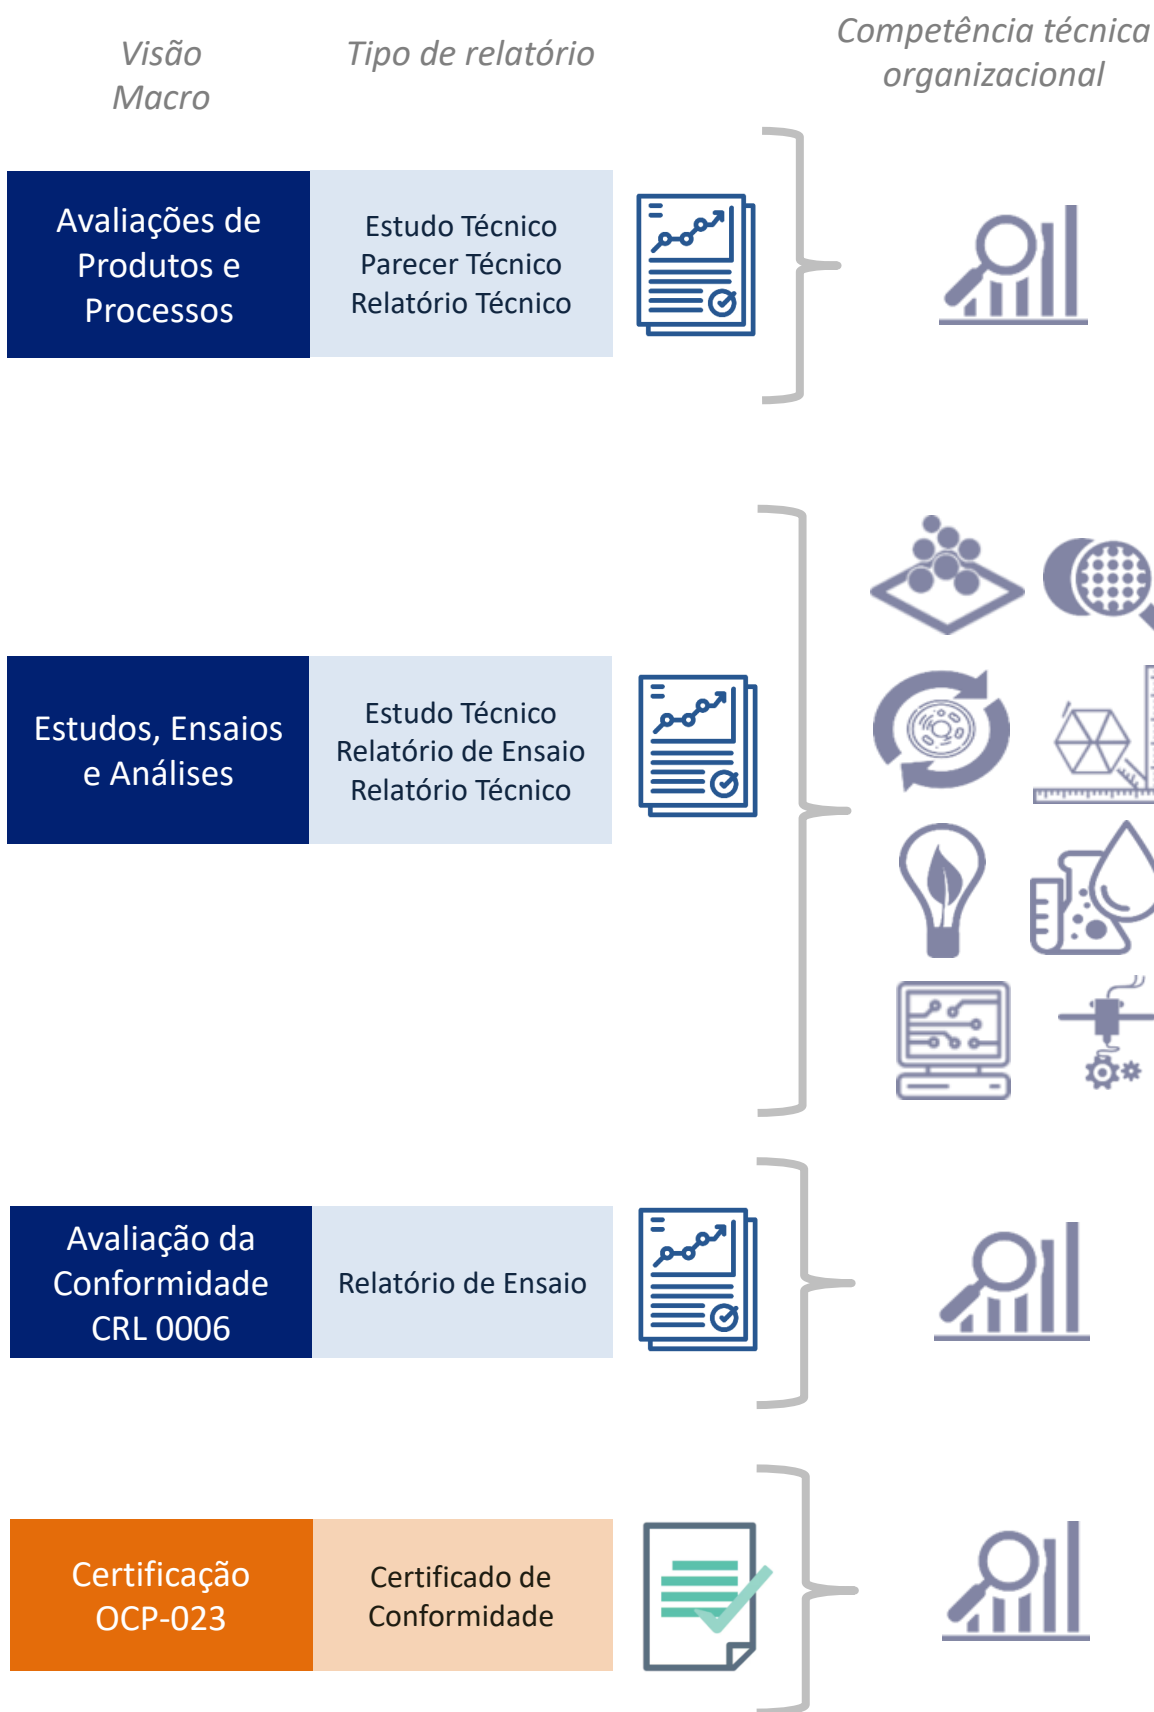 Visão
Macro
Tipo de relatório
Competência técnica
organizacional
Avaliações de
Produtos e
Processos
Estudo Técnico
Parecer Técnico
Relatório Técnico
Estudos, Ensaios
e Análises
Estudo Técnico
Relatório de Ensaio
Relatório Técnico
Avaliação da
Conformidade
CRL 0006
Relatório de Ensaio
Certificação
OCP-023
Certificado de
Conformidade